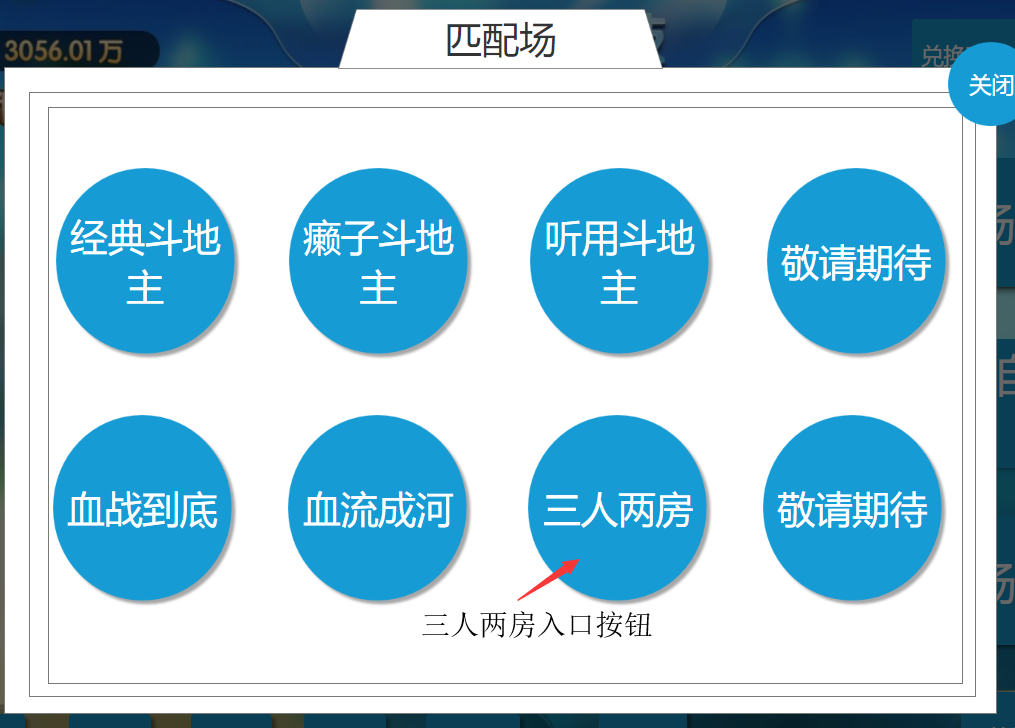 匹配场
3056.01万
兑换
关闭
经典斗地
主
癞子斗地
主
听用斗地
主
敬请期待
血战到底
血流成河
三人两房
敬请期待
三人两房入口按钮